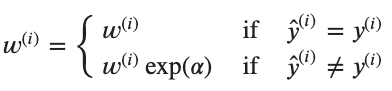 w⁽ⁱ⁾ = { w⁽ⁱ⁾ if ŷ⁽ⁱ⁾ = y⁽ⁱ⁾
w⁽ⁱ⁾ exp(α) if ŷ⁽ⁱ⁾ ≠ y⁽ⁱ⁾